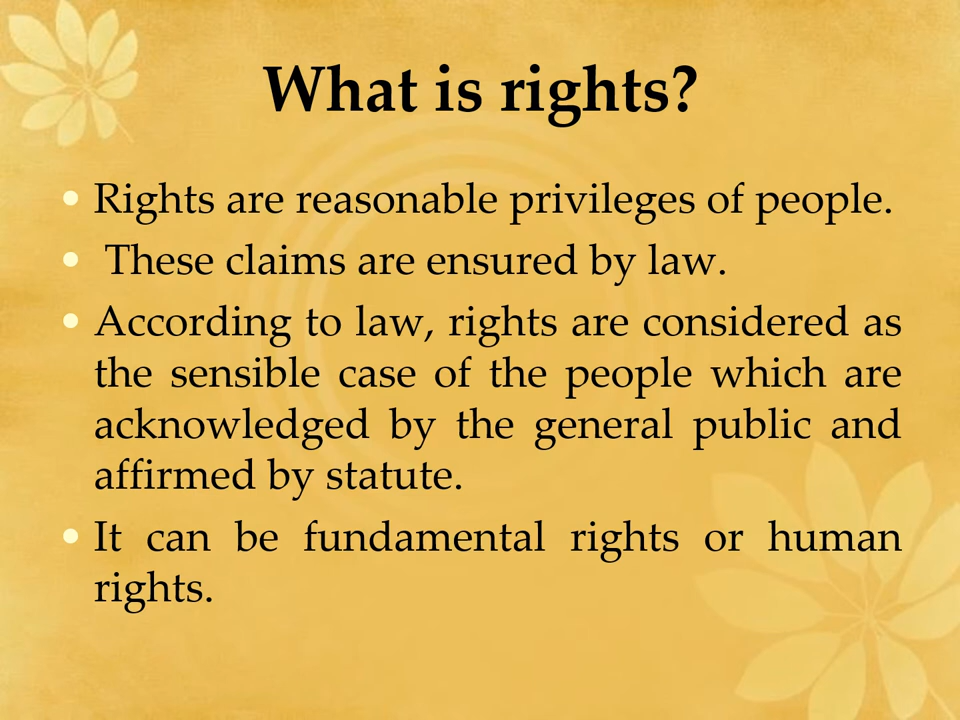 What is rights?
• Rights are reasonable privileges of people.
• These claims are ensured by law.
• According to law, rights are considered as
the sensible case of the people which are
acknowledged by the general public and
affirmed by statute.
• It can be fundamental rights or human
rights.